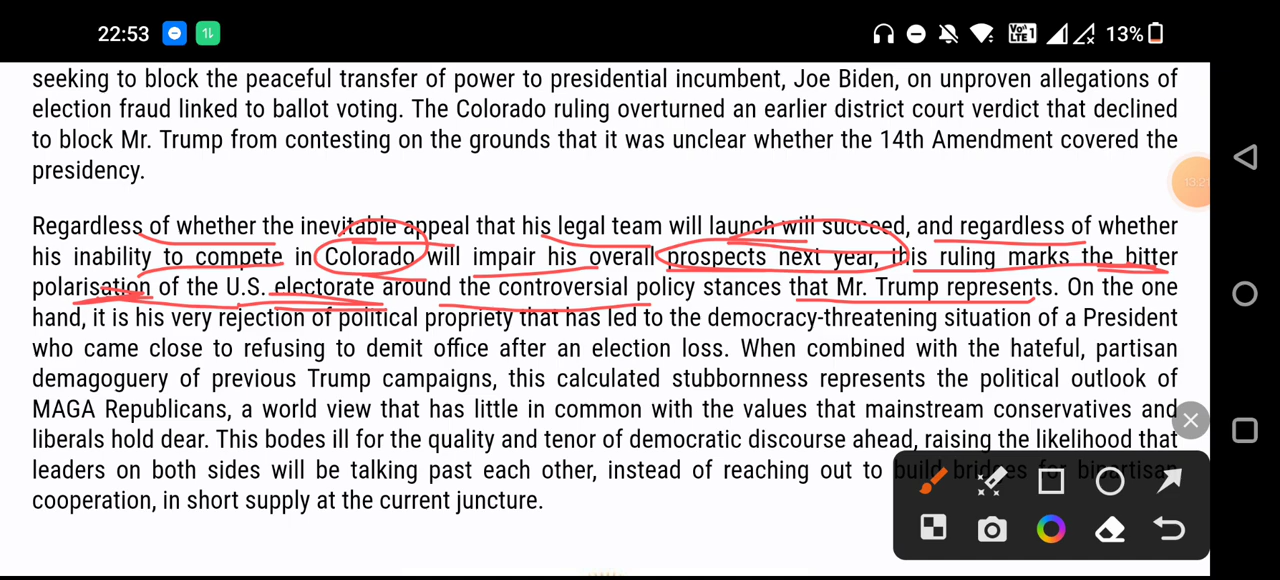 22:53
Vo)) LTE 1
13%
seeking to block the peaceful transfer of power to presidential incumbent, Joe Biden, on unproven allegations of
election fraud linked to ballot voting. The Colorado ruling overturned an earlier district court verdict that declined
to block Mr. Trump from contesting on the grounds that it was unclear whether the 14th Amendment covered the
presidency.
Regardless of whether the inevitable appeal that his legal team will launch will succeed, and regardless of whether
his inability to compete in Colorado will impair his overall prospects next year, this ruling marks the bitter
polarisation of the U.S. electorate around the controversial policy stances that Mr. Trump represents. On the one
hand, it is his very rejection of political propriety that has led to the democracy-threatening situation of a President
who came close to refusing to demit office after an election loss. When combined with the hateful, partisan
demagoguery of previous Trump campaigns, this calculated stubbornness represents the political outlook of
MAGA Republicans, a world view that has little in common with the values that mainstream conservatives and
liberals hold dear. This bodes ill for the quality and tenor of democratic discourse ahead, raising the likelihood that
leaders on both sides will be talking past each other, instead of reaching out to build bridges for bipartisan
cooperation, in short supply at the current juncture.